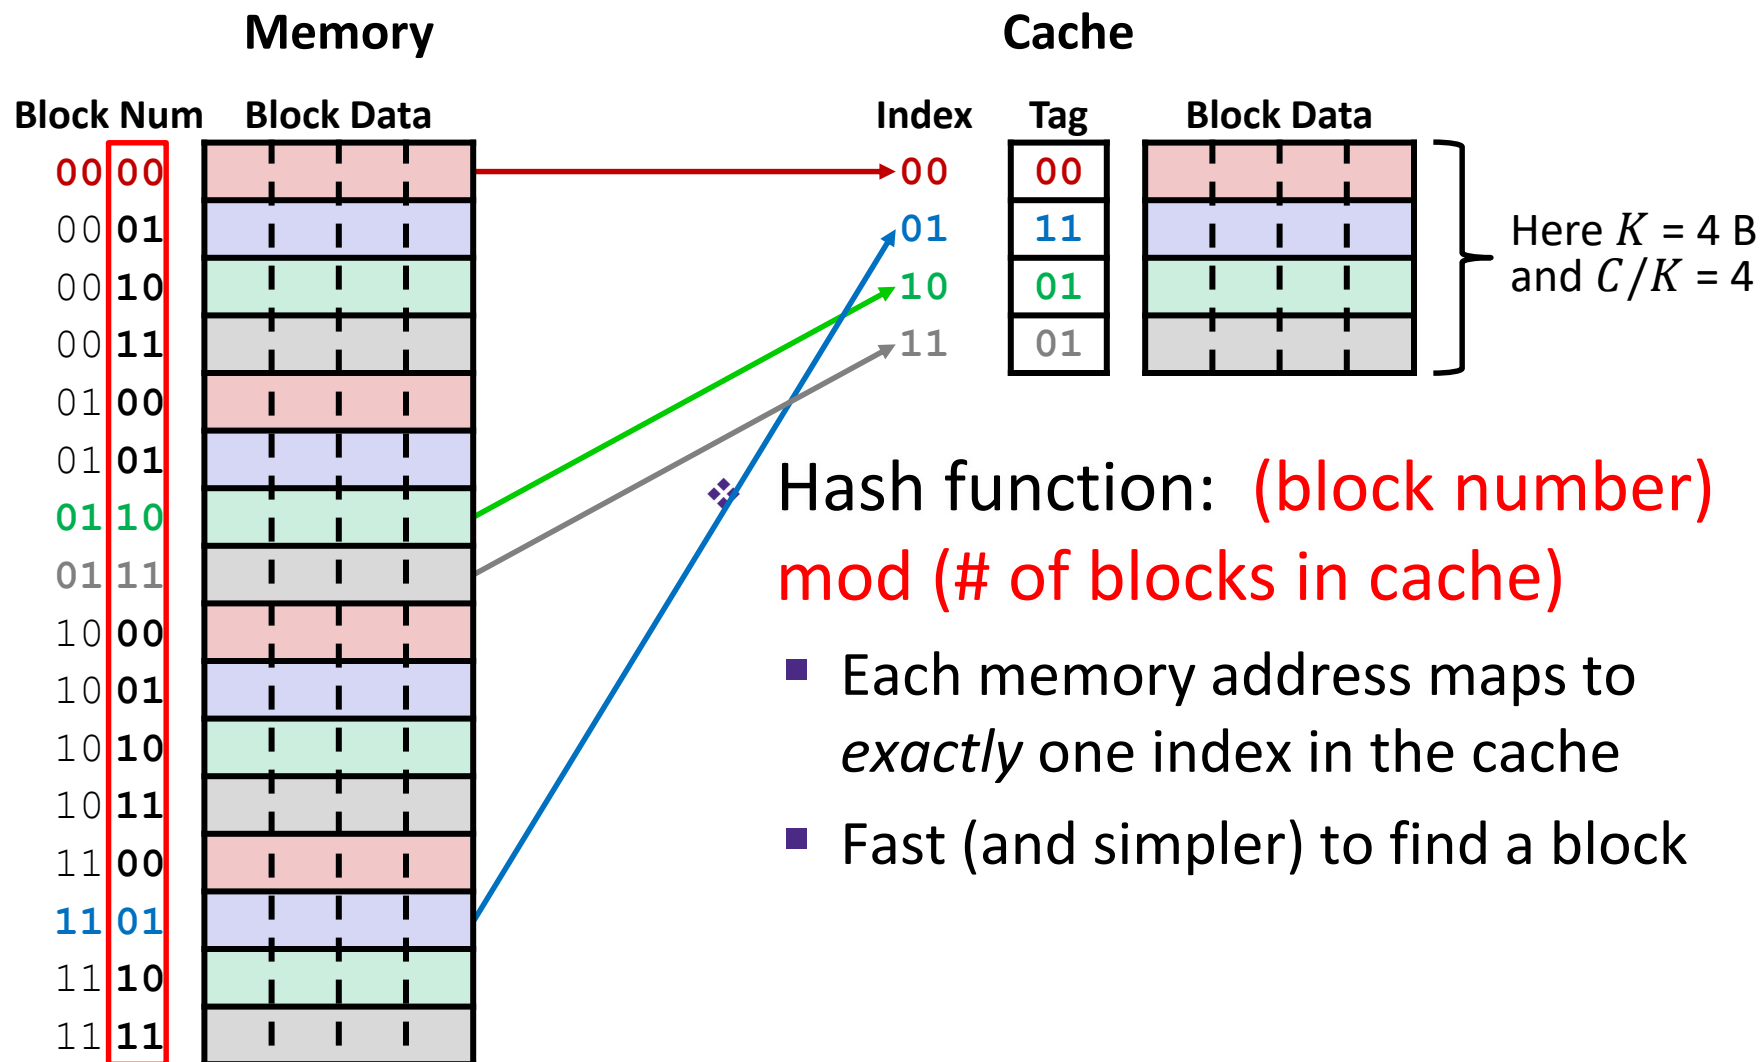 Memory Cache
Block Num Block Data Index Tag Block Data
00 00 00 00
00 01 01 11
00 10 10 01
00 11 11 01
Here K = 4 B
and C/K = 4
01 00
01 01
01 10
01 11
10 00
10 01
10 10
10 11
11 00
11 01
11 10
11 11
Hash function: (block number)
mod (# of blocks in cache)
Each memory address maps to
exactly one index in the cache
Fast (and simpler) to find a block